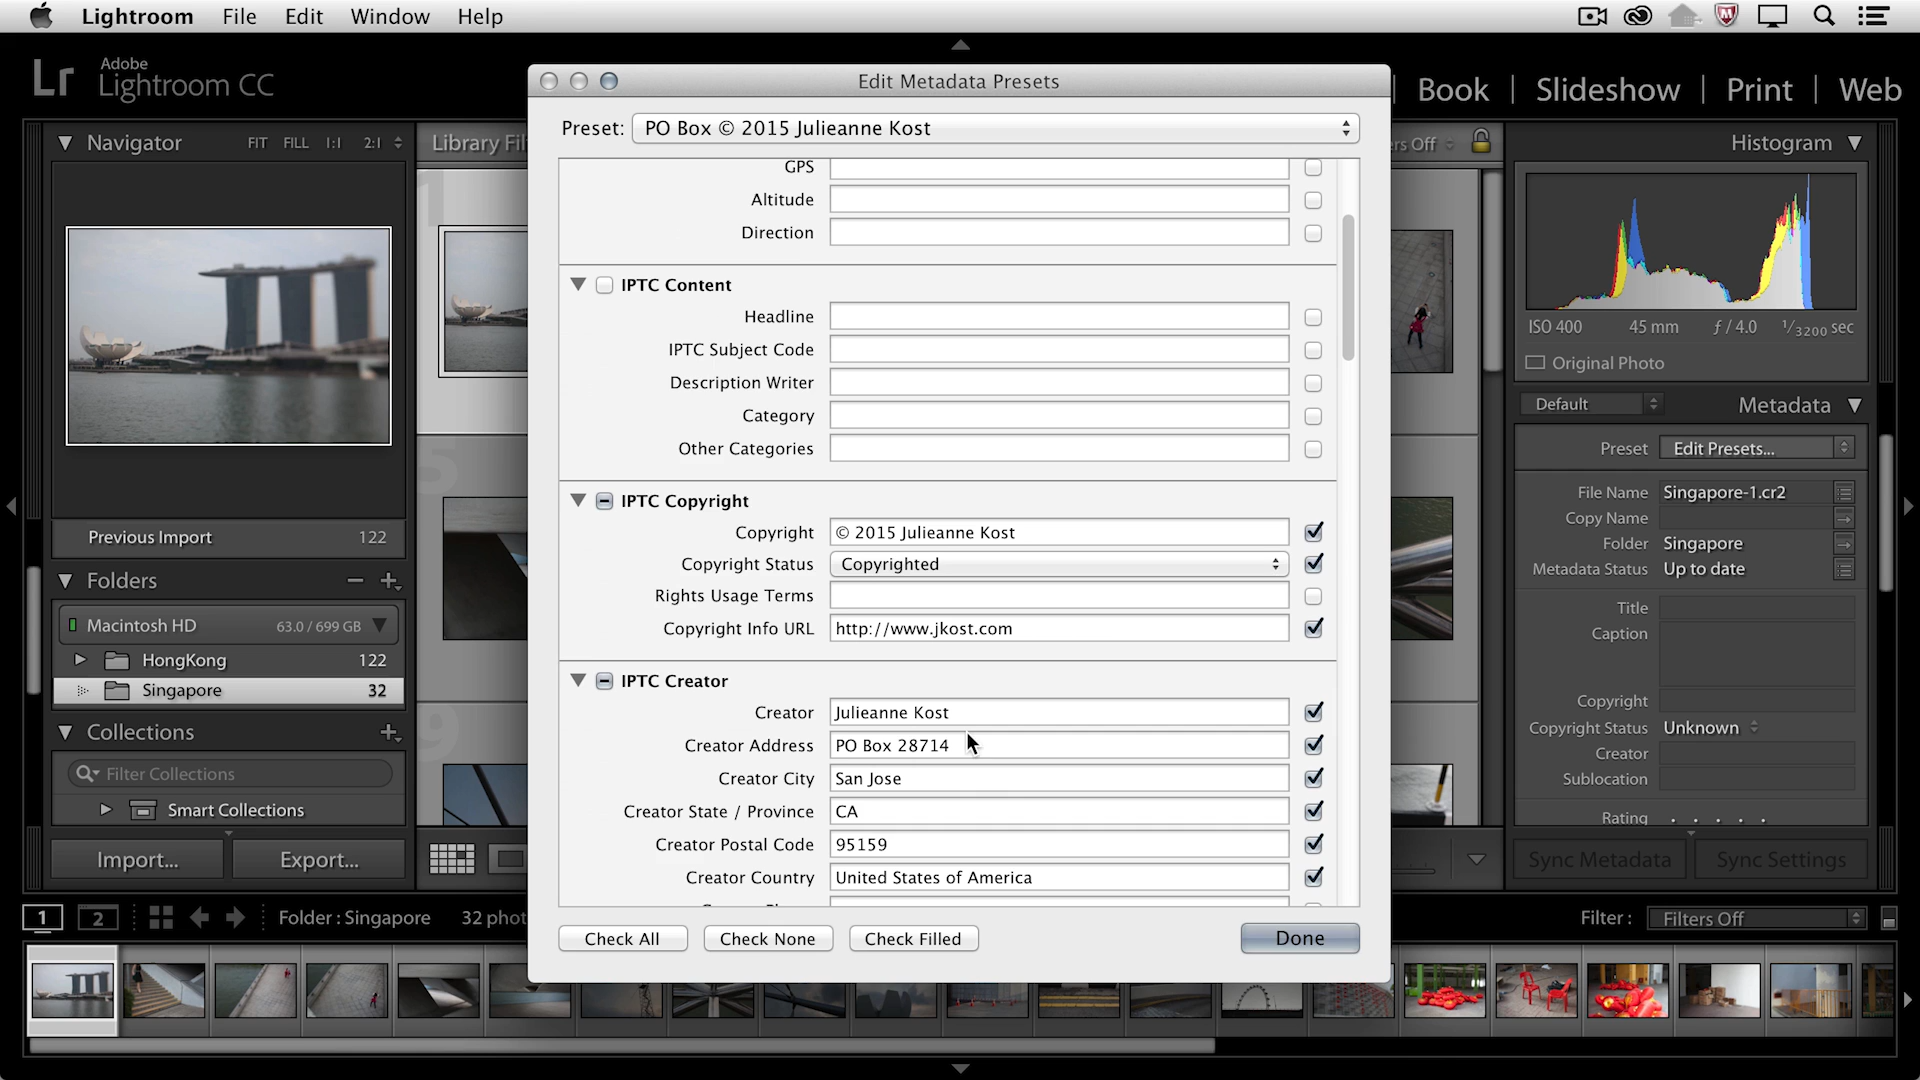 Lightroom File Edit Window Help
Lr Adobe
Lightroom CC
Book | Slideshow | Print | Web
Edit Metadata Presets
Preset: PO Box © 2015 Julieanne Kost
Navigator FIT FILL 1:1 2:1
Previous Import 122
Folders
Macintosh HD 63.0 / 699 GB
HongKong 122
Singapore 32
Collections
Filter Collections
Smart Collections
Import... Export...
Library Fil
1
5
9
GPS
Altitude
Direction
IPTC Content
Headline
IPTC Subject Code
Description Writer
Category
Other Categories
IPTC Copyright
Copyright © 2015 Julieanne Kost
Copyright Status Copyrighted
Rights Usage Terms
Copyright Info URL http://www.jkost.com
IPTC Creator
Creator Julieanne Kost
Creator Address PO Box 28714
Creator City San Jose
Creator State / Province CA
Creator Postal Code 95159
Creator Country United States of America
Check All Check None Check Filled Done
rs Off
Histogram
ISO 400 45 mm ƒ / 4.0 1/3200 sec
Original Photo
Default Metadata
Preset Edit Presets...
File Name Singapore-1.cr2
Copy Name
Folder Singapore
Metadata Status Up to date
Title
Caption
Copyright
Copyright Status Unknown
Creator
Sublocation
Rating . . . . .
Sync Metadata Sync Settings
1 2 Folder : Singapore 32 phot
Filter : Filters Off